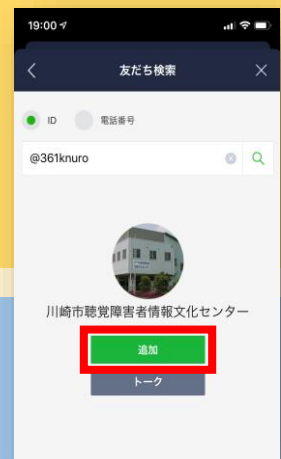 19:00
友だち検索
ID 電話番号
@361knuro
川崎市聴覚障害者情報文化センター
追加
トーク